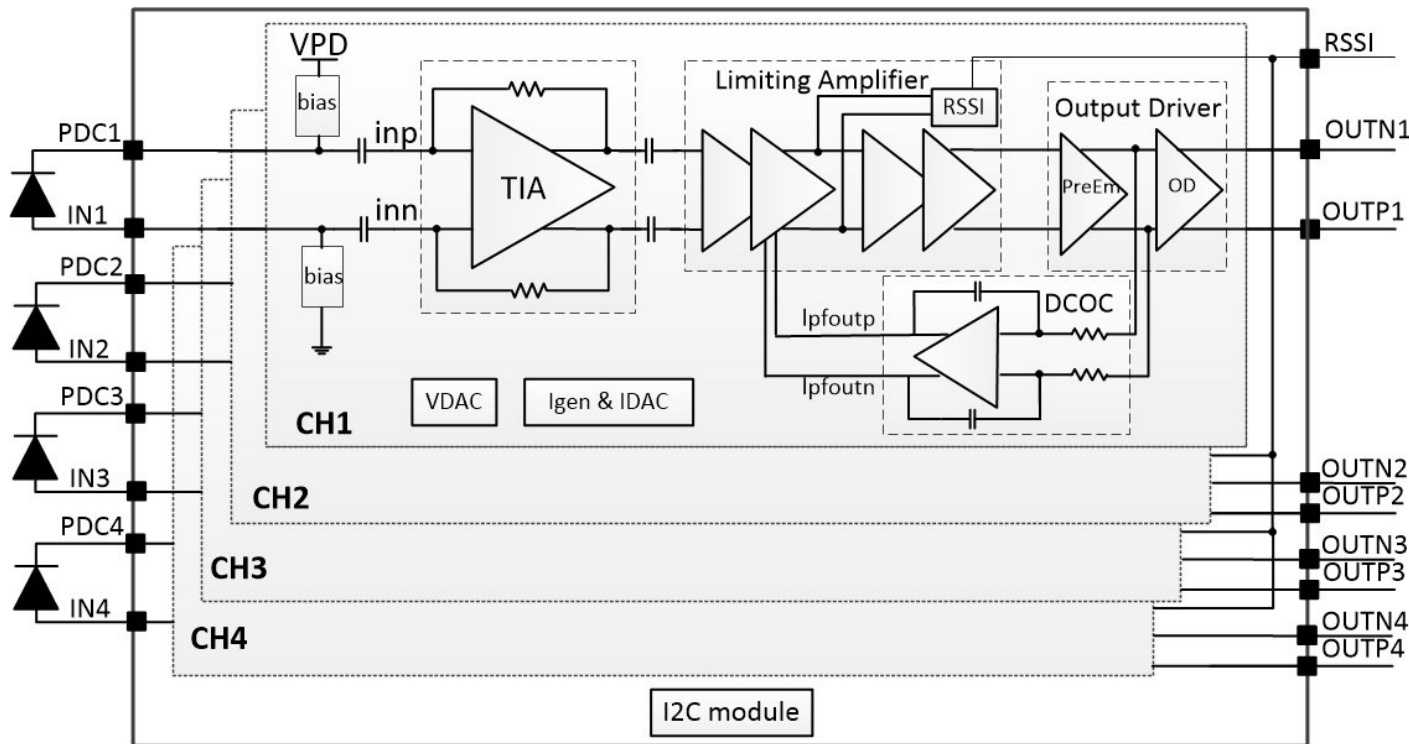 VPD
RSSI
bias
Limiting Amplifier
RSSI
Output Driver
PDC1
inp
OUTN1
TIA
PreEm
OD
IN1
inn
OUTP1
bias
PDC2
DCOC
lpfoutp
IN2
lpfoutn
PDC3
VDAC
Igen & IDAC
CH1
OUTN2
IN3
CH2
OUTP2
PDC4
OUTN3
CH3
OUTP3
IN4
OUTN4
CH4
OUTP4
I2C module